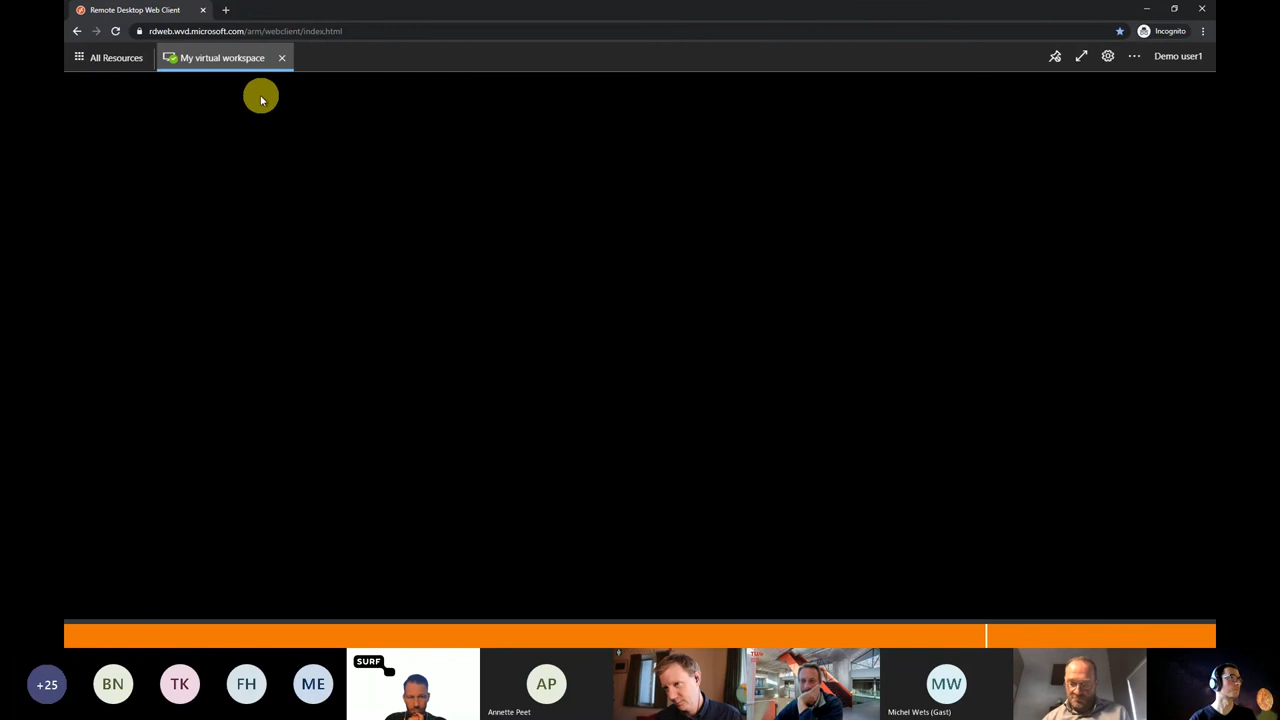 Remote Desktop Web Client
rdweb.wvd.microsoft.com/arm/webclient/index.html
Incognito
All Resources
My virtual workspace
Demo user1
+25
BN
TK
FH
ME
SURF
AP
Annette Peet
MW
Michel Wets (Gast)